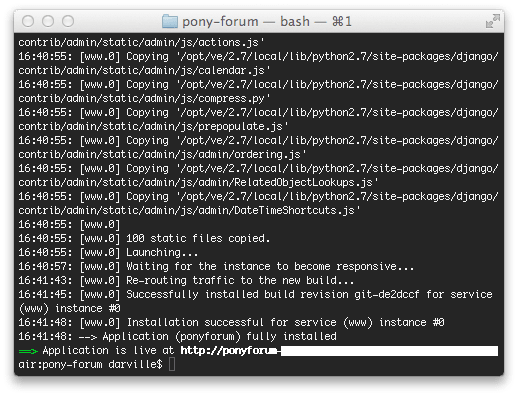 pony-forum — bash — ⌘1
contrib/admin/static/admin/js/actions.js'
16:40:55: [www.0] Copying '/opt/ve/2.7/local/lib/python2.7/site-packages/django/
contrib/admin/static/admin/js/calendar.js'
16:40:55: [www.0] Copying '/opt/ve/2.7/local/lib/python2.7/site-packages/django/
contrib/admin/static/admin/js/compress.py'
16:40:55: [www.0] Copying '/opt/ve/2.7/local/lib/python2.7/site-packages/django/
contrib/admin/static/admin/js/prepopulate.js'
16:40:55: [www.0] Copying '/opt/ve/2.7/local/lib/python2.7/site-packages/django/
contrib/admin/static/admin/js/admin/ordering.js'
16:40:55: [www.0] Copying '/opt/ve/2.7/local/lib/python2.7/site-packages/django/
contrib/admin/static/admin/js/admin/RelatedObjectLookups.js'
16:40:55: [www.0] Copying '/opt/ve/2.7/local/lib/python2.7/site-packages/django/
contrib/admin/static/admin/js/admin/DateTimeShortcuts.js'
16:40:55: [www.0]
16:40:55: [www.0] 100 static files copied.
16:40:55: [www.0] Launching...
16:40:57: [www.0] Waiting for the instance to become responsive...
16:41:43: [www.0] Re-routing traffic to the new build...
16:41:45: [www.0] Successfully installed build revision git-de2dccf for service
(www) instance #0
16:41:48: [www.0] Installation successful for service (www) instance #0
16:41:48: --> Application (ponyforum) fully installed
==> Application is live at http://ponyforum-
air:pony-forum darville$